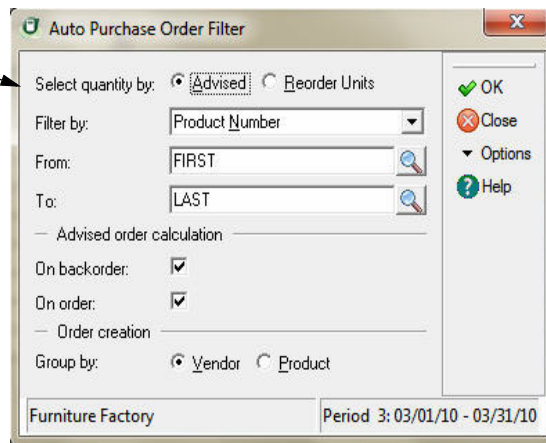 Auto Purchase Order Filter
Select quantity by: Advised Reorder Units
Filter by: Product Number
From: FIRST
To: LAST
Advised order calculation
On backorder:
On order:
Order creation
Group by: Vendor Product
OK
Close
Options
Help
Furniture Factory Period 3: 03/01/10 - 03/31/10